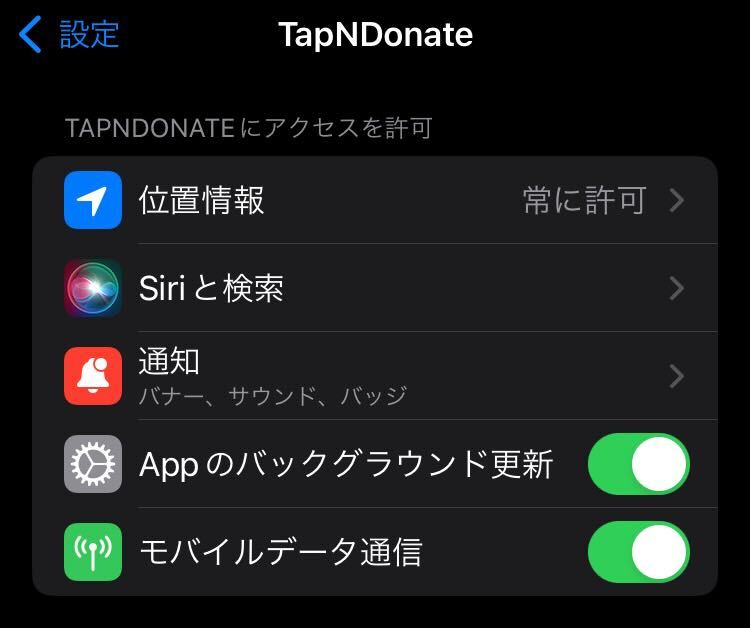 設定
TapNDonate
TAPNDONATEにアクセスを許可
位置情報 常に許可
Siriと検索
通知
バナー、サウンド、バッジ
Appのバックグラウンド更新
モバイルデータ通信